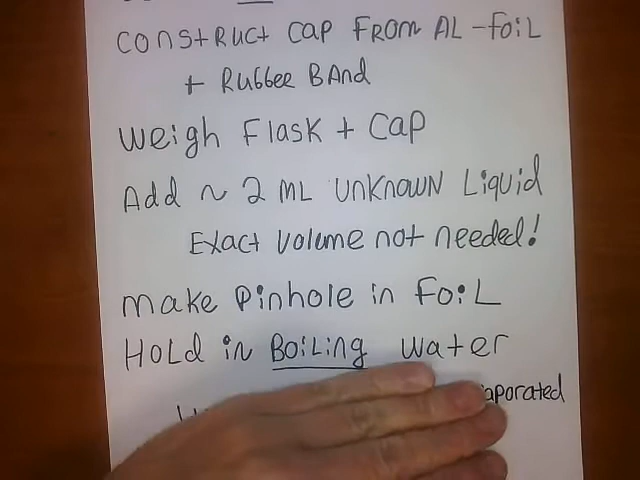 CONSTRUCT CAP FROM AL-FOIL
+ RUBBER BAND
Weigh Flask + Cap
Add ~ 2 ML UNKNOWN Liquid
Exact Volume not needed!
Make Pinhole in FOIL
HOLD in BOILING Water